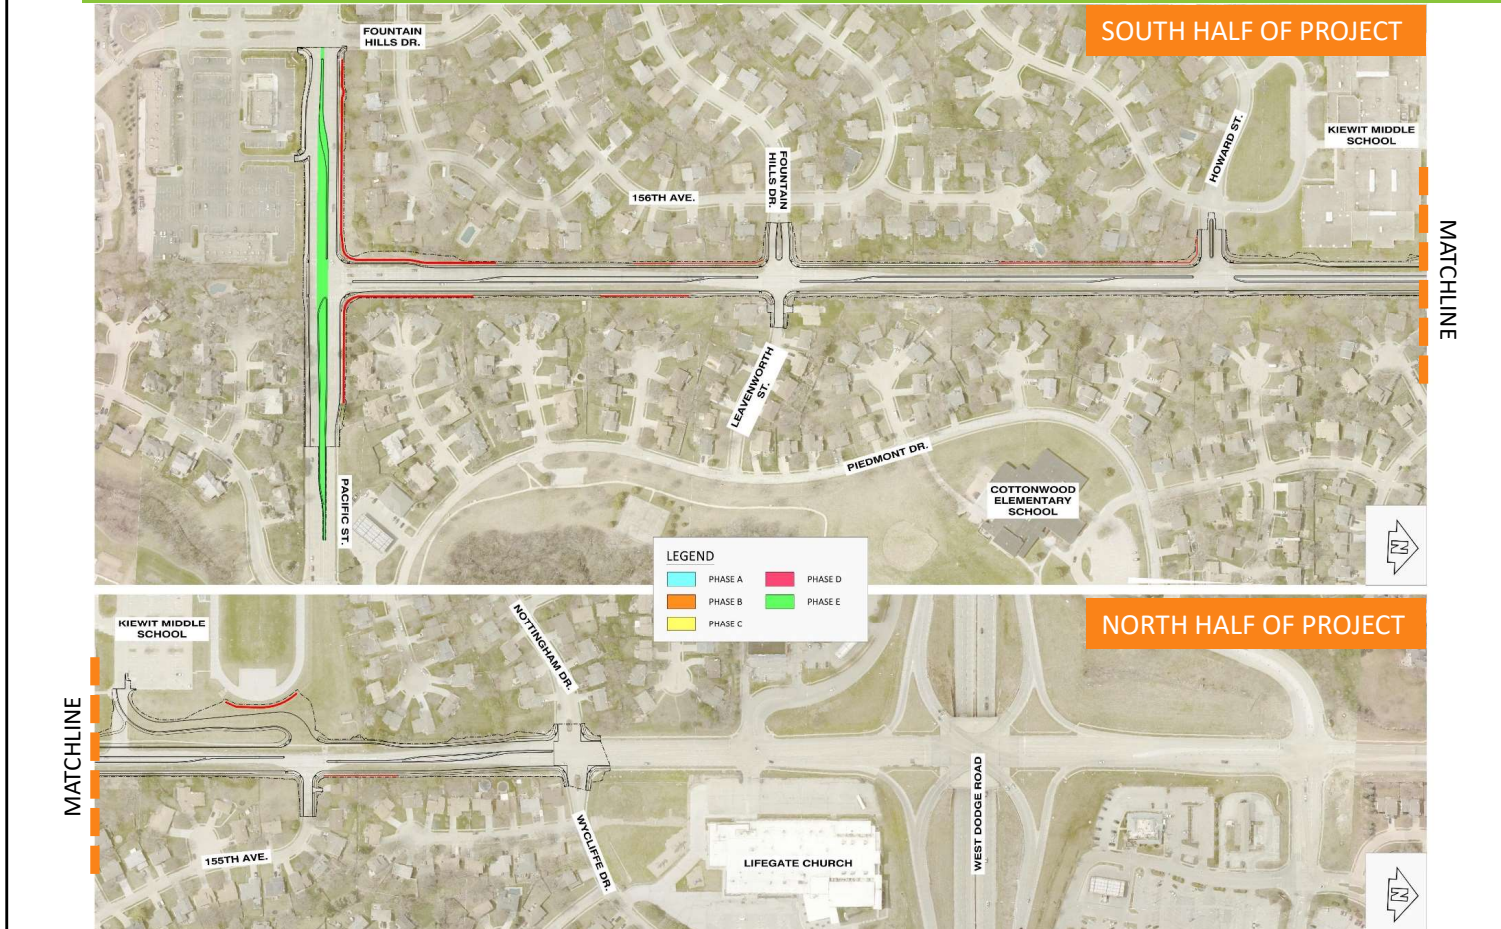 SOUTH HALF OF PROJECT
FOUNTAIN
HILLS DR.
KIEWIT MIDDLE
SCHOOL
HOWARD ST.
FOUNTAIN
HILLS DR.
156TH AVE.
MATCHLINE
LEAVENWORTH
ST.
PIEDMONT DR.
PACIFIC ST.
COTTONWOOD
ELEMENTARY
SCHOOL
N
LEGEND
PHASE A
PHASE D
PHASE B
PHASE E
PHASE C
NORTH HALF OF PROJECT
KIEWIT MIDDLE
SCHOOL
NOTTINGHAM DR.
MATCHLINE
WEST DODGE ROAD
155TH AVE.
WYCLIFFE DR.
LIFEGATE CHURCH
N